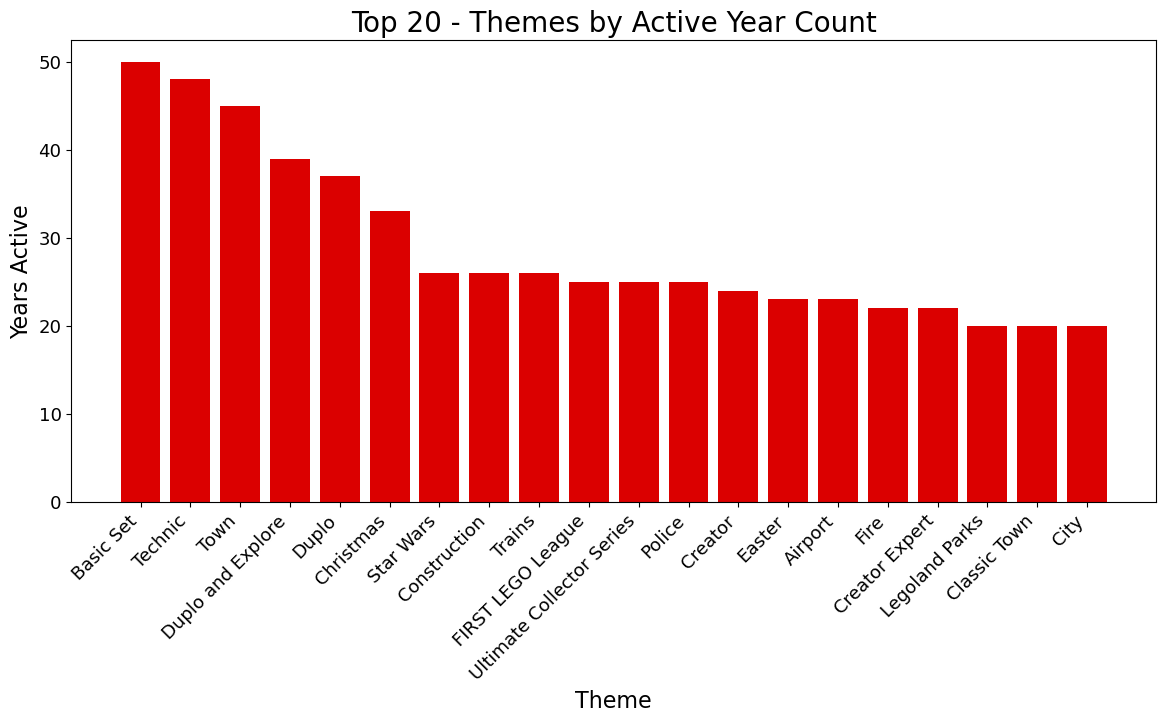 Top 20 - Themes by Active Year Count
Years Active
50
40
30
20
10
0
Basic Set
Technic
Town
Duplo and Explore
Duplo
Christmas
Star Wars
Construction
Trains
FIRST LEGO League
Ultimate Collector Series
Police
Creator
Easter
Airport
Fire
Creator Expert
Legoland Parks
Classic Town
City
Theme